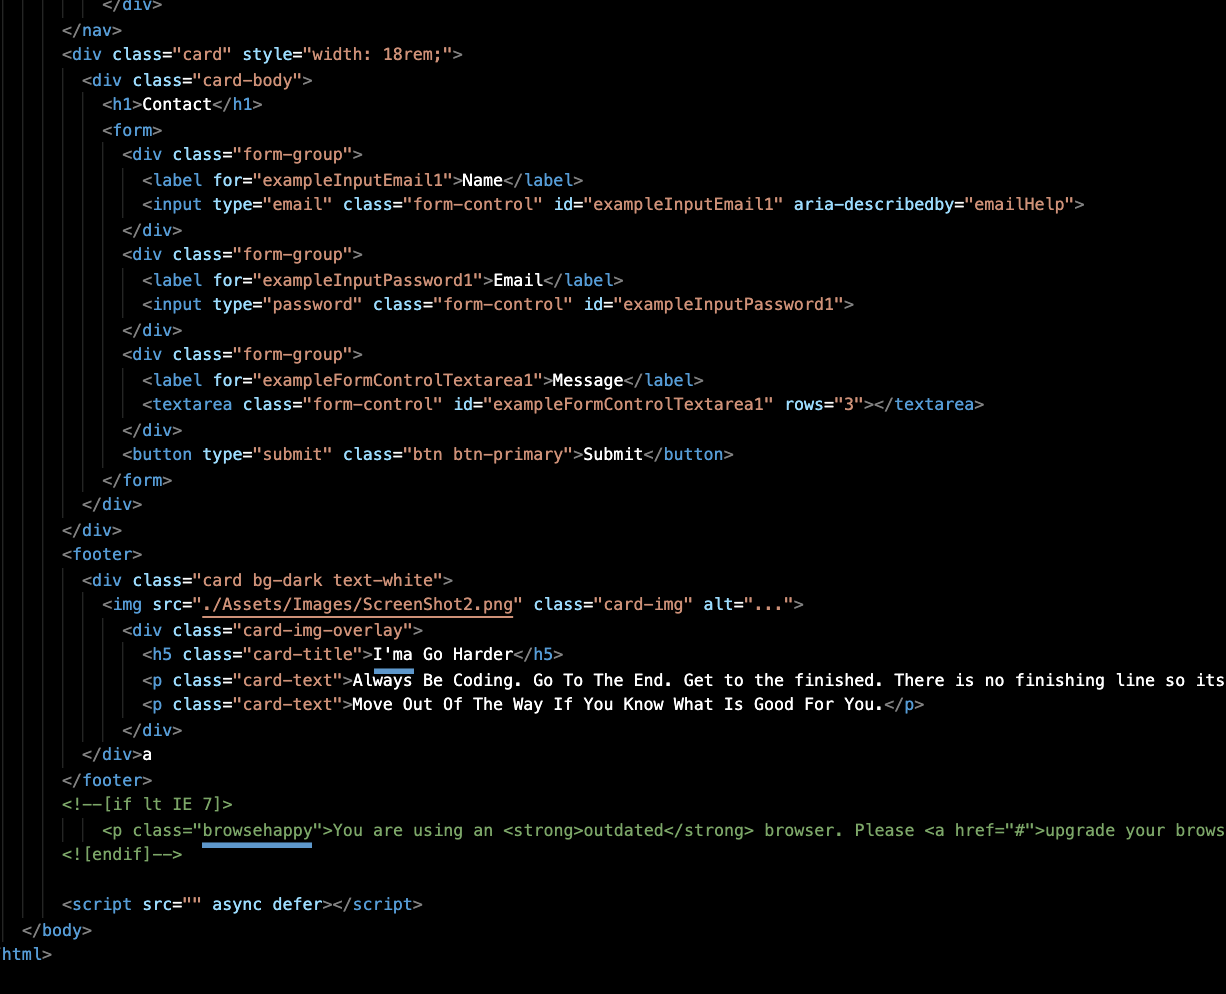 </div>
</nav>
<div class="card" style="width: 18rem;">
<div class="card-body">
<h1>Contact</h1>
<form>
<div class="form-group">
<label for="exampleInputEmail1">Name</label>
<input type="email" class="form-control" id="exampleInputEmail1" aria-describedby="emailHelp">
</div>
<div class="form-group">
<label for="exampleInputPassword1">Email</label>
<input type="password" class="form-control" id="exampleInputPassword1">
</div>
<div class="form-group">
<label for="exampleFormControlTextarea1">Message</label>
<textarea class="form-control" id="exampleFormControlTextarea1" rows="3"></textarea>
</div>
<button type="submit" class="btn btn-primary">Submit</button>
</form>
</div>
</div>
<footer>
<div class="card bg-dark text-white">
<img src="./Assets/Images/ScreenShot2.png" class="card-img" alt="...">
<div class="card-img-overlay">
<h5 class="card-title">I'ma Go Harder</h5>
<p class="card-text">Always Be Coding. Go To The End. Get to the finished. There is no finishing line so its
<p class="card-text">Move Out Of The Way If You Know What Is Good For You.</p>
</div>
</div>a
</footer>
<!--[if lt IE 7]>
<p class="browsehappy">You are using an <strong>outdated</strong> browser. Please <a href="#">upgrade your brows
<![endif]-->
<script src="" async defer></script>
</body>
html>